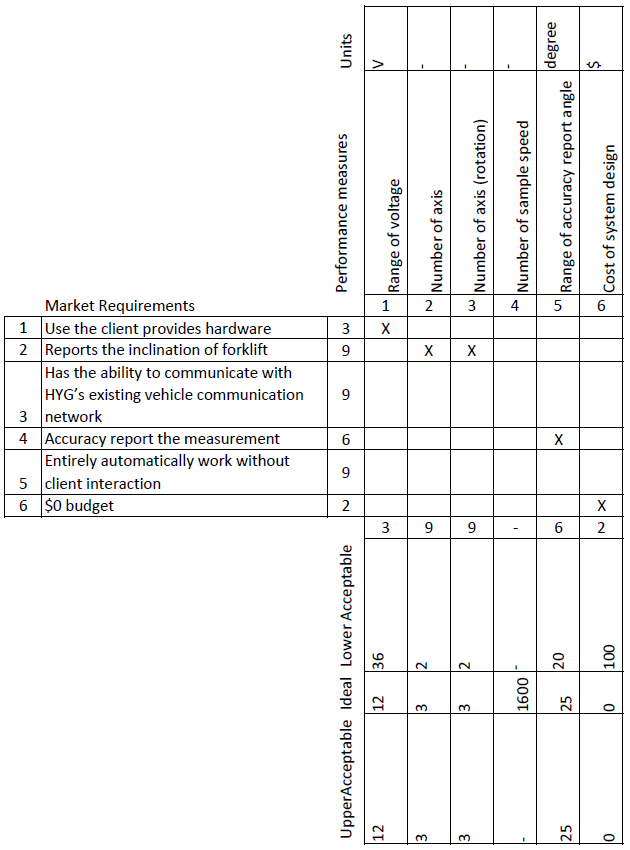 Units V - - - degree $
Performance measures Range of voltage Number of axis Number of axis (rotation) Number of sample speed Range of accuracy report angle Cost of system design
Market Requirements 1 2 3 4 5 6
1 Use the client provides hardware 3 X
2 Reports the inclination of forklift 9 X X
Has the ability to communicate with
HYG’s existing vehicle communication 9
3 network
4 Accuracy report the measurement 6 X
Entirely automatically work without
5 client interaction 9
6 $0 budget 2 X
3 9 9 - 6 2
Lower Acceptable 36 2 2 - 20 100
Ideal 12 3 3 1600 25 0
UpperAcceptable 12 3 3 - 25 0